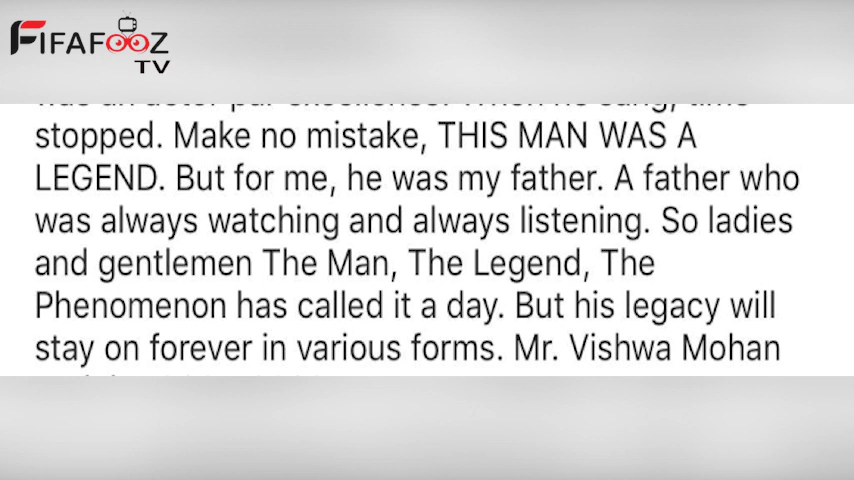 FIFAFOOZ
TV
stopped. Make no mistake, THIS MAN WAS A
LEGEND. But for me, he was my father. A father who
was always watching and always listening. So ladies
and gentlemen The Man, The Legend, The
Phenomenon has called it a day. But his legacy will
stay on forever in various forms. Mr. Vishwa Mohan